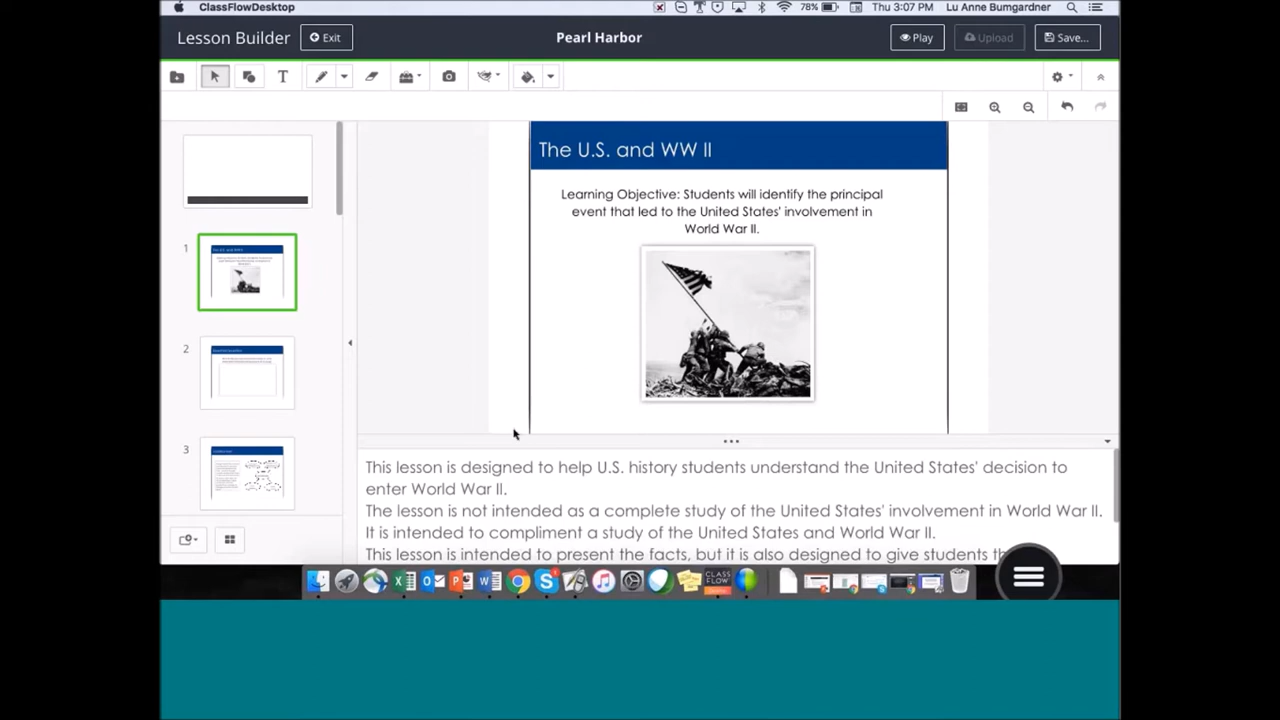 ClassFlowDesktop
78%
Thu 3:07 PM
Lu Anne Bumgardner
Lesson Builder
Exit
Pearl Harbor
Play
Upload
Save...
T
The U.S. and WW II
Learning Objective: Students will identify the principal
event that led to the United States' involvement in
World War II.
1
2
3
This lesson is designed to help U.S. history students understand the United States' decision to
enter World War II.
The lesson is not intended as a complete study of the United States' involvement in World War II.
It is intended to compliment a study of the United States and World War II.
This lesson is intended to present the facts, but it is also designed to give students
CLASS
FLOW